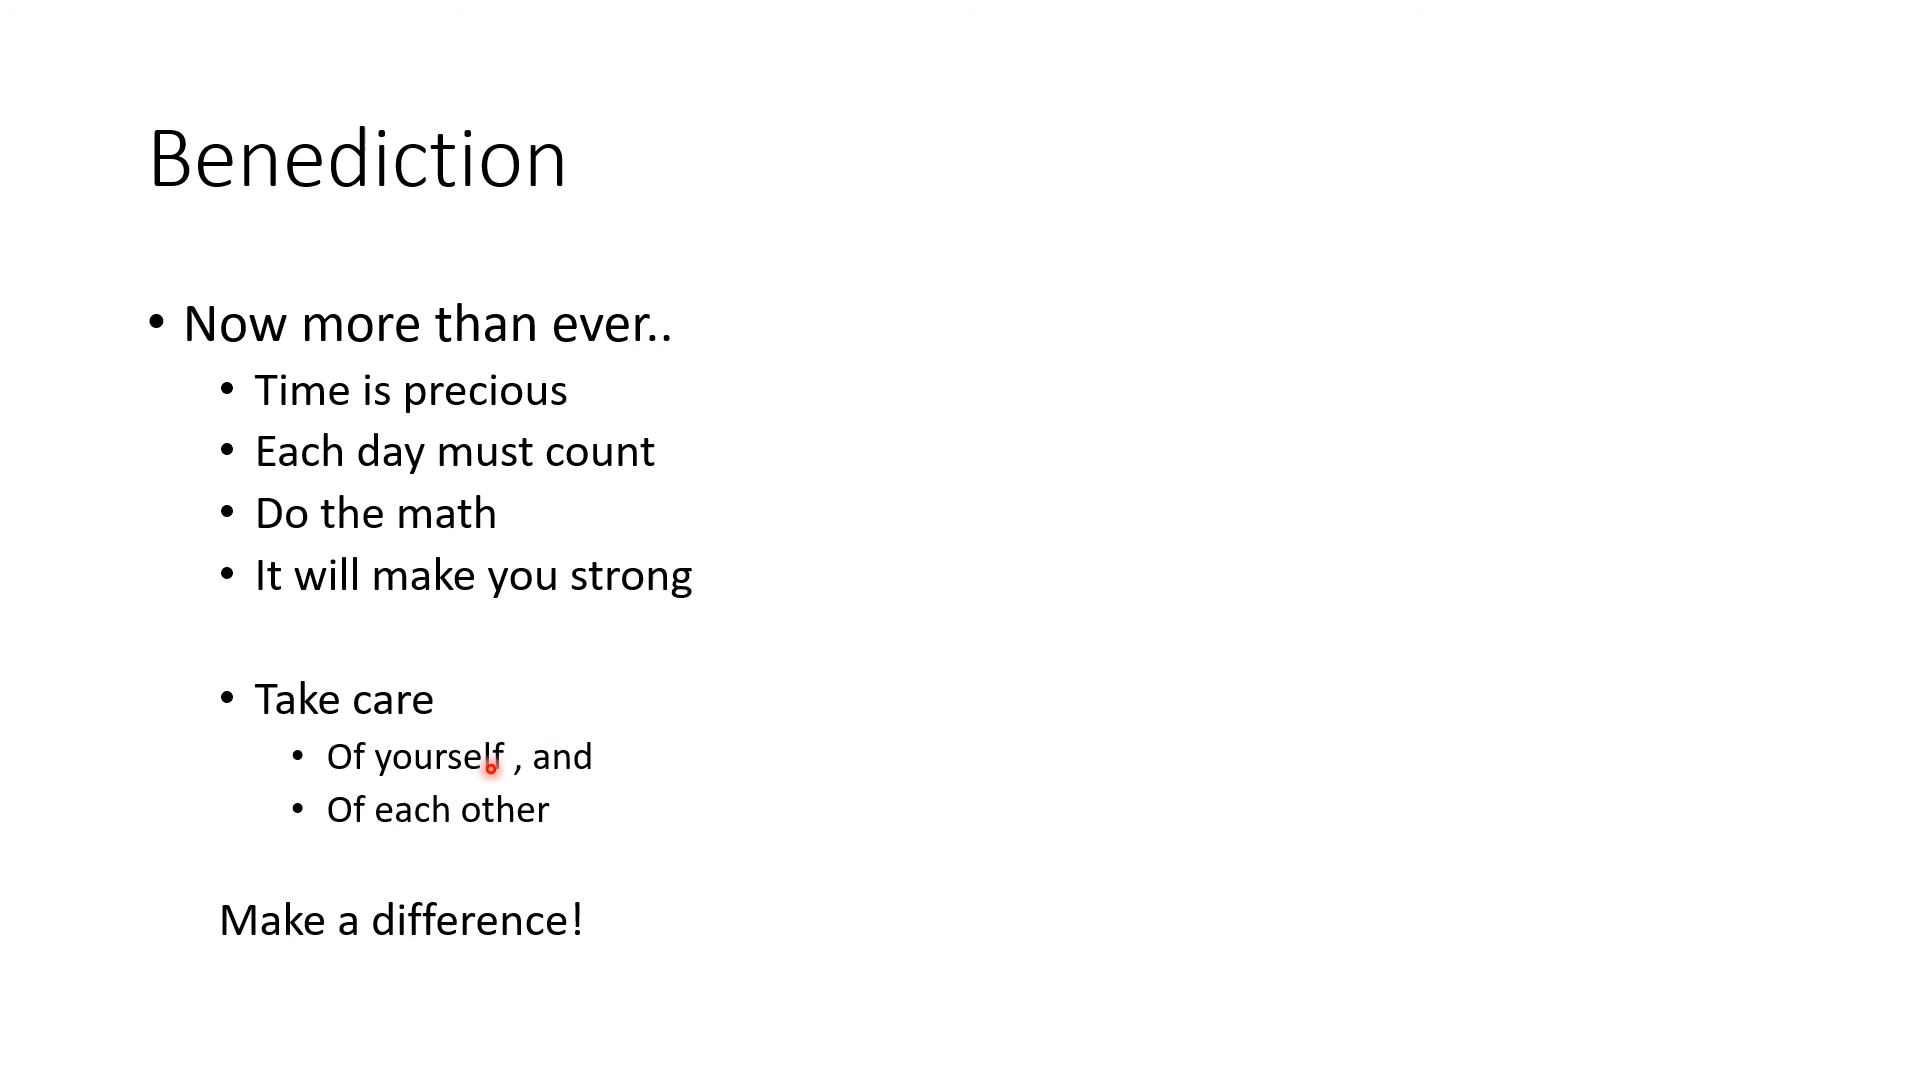 Benediction
• Now more than ever..
• Time is precious
• Each day must count
• Do the math
• It will make you strong
• Take care
• Of yourself , and
• Of each other
Make a difference!